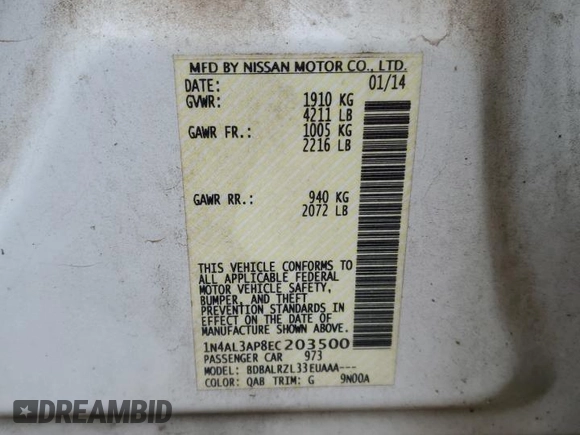 MFD BY NISSAN MOTOR CO., LTD.
DATE: 01/14
GVWR: 1910 KG
4211 LB
GAWR FR.: 1005 KG
2216 LB
GAWR RR.: 940 KG
2072 LB
THIS VEHICLE CONFORMS TO
ALL APPLICABLE FEDERAL
MOTOR VEHICLE SAFETY,
BUMPER, AND THEFT
PREVENTION STANDARDS IN
EFFECT ON THE DATE OF
MANUFACTURE SHOWN ABOVE.
1N4AL3AP8EC203500
PASSENGER CAR 973
MODEL: BDBALRZL33EUAAA---
COLOR: QAB TRIM: G 9N00A
DREAMBID